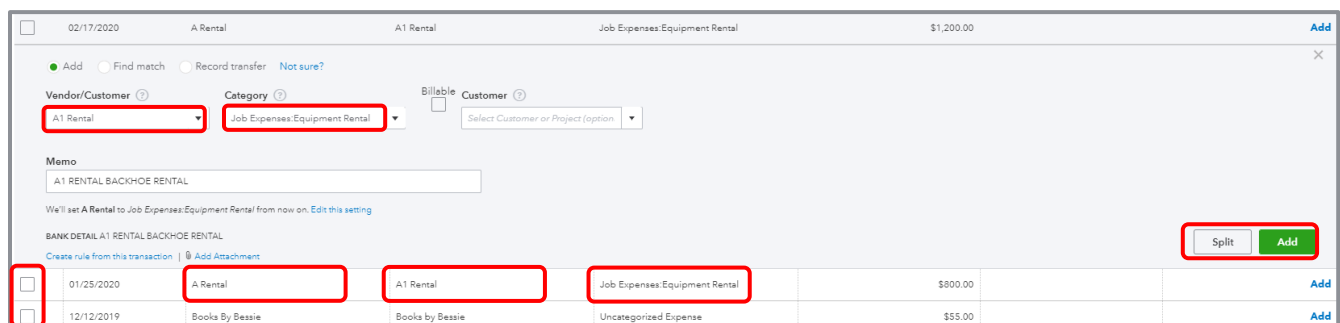 02/17/2020 A Rental A1 Rental Job Expenses:Equipment Rental $1,200.00 Add
Add Find match Record transfer Not sure?
Vendor/Customer ? Category ? Billable Customer ?
A1 Rental Job Expenses:Equipment Rental Select Customer or Project (option
Memo
A1 RENTAL BACKHOE RENTAL
We'll set A Rental to Job Expenses:Equipment Rental from now on. Edit this setting
BANK DETAIL A1 RENTAL BACKHOE RENTAL
Split Add
Create rule from this transaction | Add Attachment
01/25/2020 A Rental A1 Rental Job Expenses:Equipment Rental $800.00 Add
12/12/2019 Books By Bessie Books by Bessie Uncategorized Expense $55.00 Add